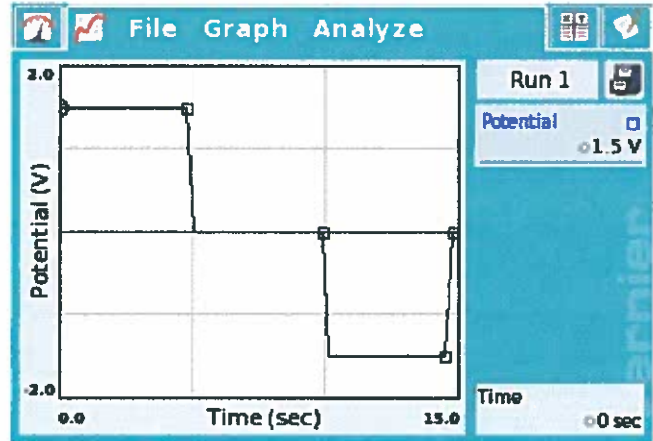 File Graph Analyze
Run 1
Potential
1.5 V
2.0
Potential (V)
-2.0
0.0
Time (sec)
15.0
Time
0 sec